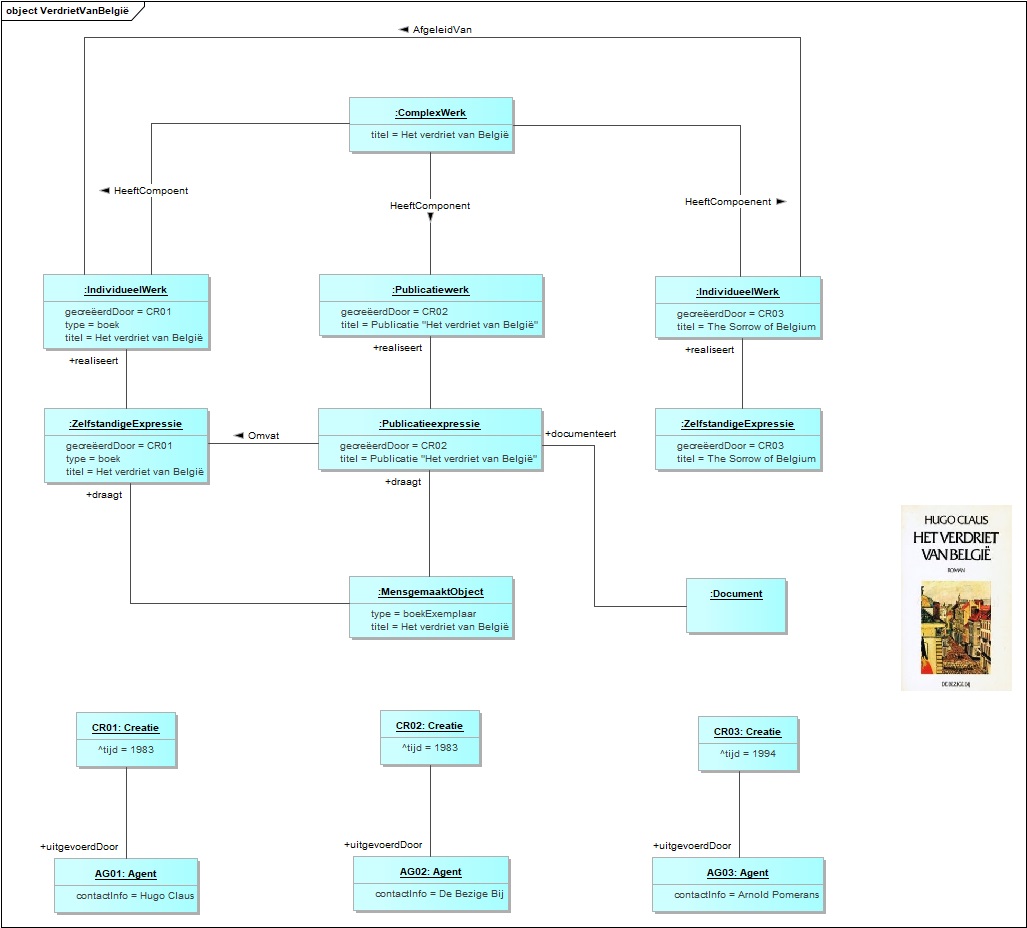 object VerdrietVanBelgië
AfgeleidVan
:ComplexWerk
titel = Het verdriet van België
HeeftCompoent
HeeftComponent
HeeftCompoenent
:IndividueelWerk
gecreëerdDoor = CR01
type = boek
titel = Het verdriet van België
:Publicatiewerk
gecreëerdDoor = CR02
titel = Publicatie "Het verdriet van België"
:IndividueelWerk
gecreëerdDoor = CR03
titel = The Sorrow of Belgium
+realiseert
+realiseert
+realiseert
:ZelfstandigeExpressie
gecreëerdDoor = CR01
type = boek
titel = Het verdriet van België
Omvat
:Publicatieexpressie
gecreëerdDoor = CR02
titel = Publicatie "Het verdriet van België"
+documenteert
:ZelfstandigeExpressie
gecreëerdDoor = CR03
titel = The Sorrow of Belgium
+draagt
+draagt
:MensgemaaktObject
type = boekExemplaar
titel = Het verdriet van België
:Document
HUGO CLAUS
HET VERDRIET
VAN BELGIË
ROMAN
DE BEZIGE BIJ
CR01: Creatie
^tijd = 1983
CR02: Creatie
^tijd = 1983
CR03: Creatie
^tijd = 1994
+uitgevoerdDoor
+uitgevoerdDoor
+uitgevoerdDoor
AG01: Agent
contactInfo = Hugo Claus
AG02: Agent
contactInfo = De Bezige Bij
AG03: Agent
contactInfo = Arnold Pomerans